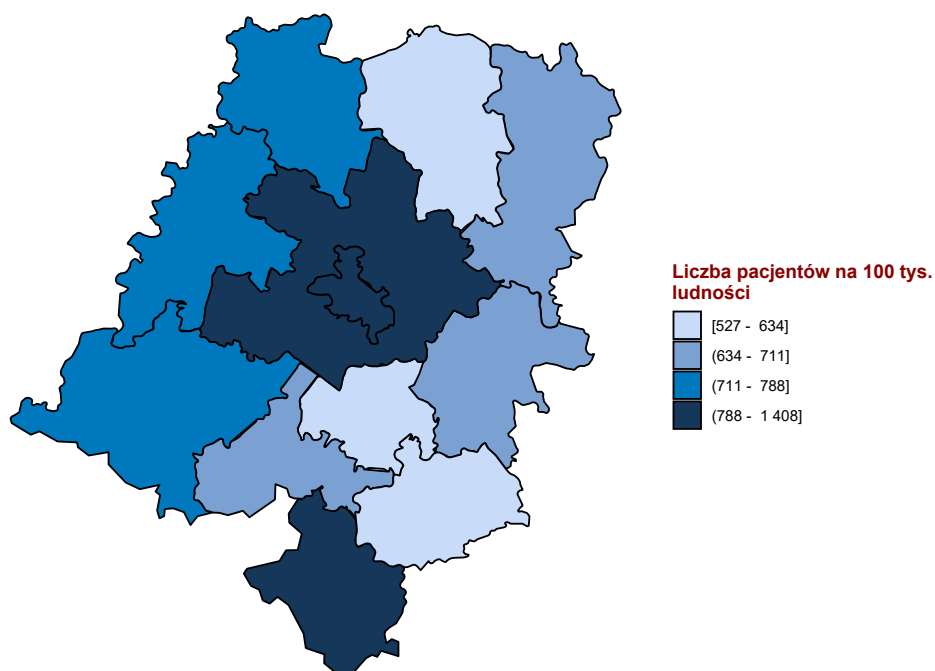 Liczba pacjentów na 100 tys.
ludności
[527 - 634]
(634 - 711]
(711 - 788]
(788 - 1 408]